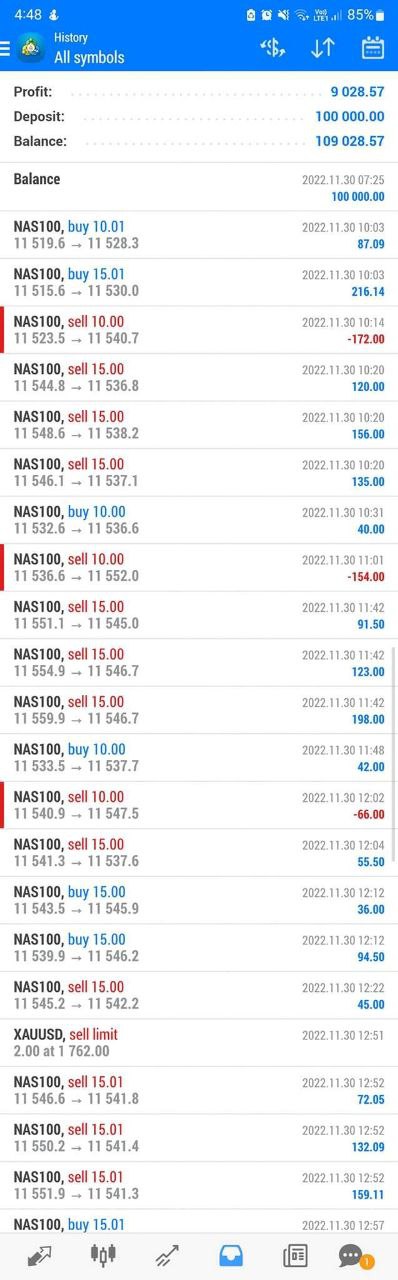 4:48
Vo)) LTE1 85%
History
All symbols
Profit: 9 028.57
Deposit: 100 000.00
Balance: 109 028.57
Balance 2022.11.30 07:25
100 000.00
NAS100, buy 10.01 2022.11.30 10:03
11 519.6 → 11 528.3 87.09
NAS100, buy 15.01 2022.11.30 10:03
11 515.6 → 11 530.0 216.14
NAS100, sell 10.00 2022.11.30 10:14
11 523.5 → 11 540.7 -172.00
NAS100, sell 15.00 2022.11.30 10:20
11 544.8 → 11 536.8 120.00
NAS100, sell 15.00 2022.11.30 10:20
11 548.6 → 11 538.2 156.00
NAS100, sell 15.00 2022.11.30 10:20
11 546.1 → 11 537.1 135.00
NAS100, buy 10.00 2022.11.30 10:31
11 532.6 → 11 536.6 40.00
NAS100, sell 10.00 2022.11.30 11:01
11 536.6 → 11 552.0 -154.00
NAS100, sell 15.00 2022.11.30 11:42
11 551.1 → 11 545.0 91.50
NAS100, sell 15.00 2022.11.30 11:42
11 554.9 → 11 546.7 123.00
NAS100, sell 15.00 2022.11.30 11:42
11 559.9 → 11 546.7 198.00
NAS100, buy 10.00 2022.11.30 11:48
11 533.5 → 11 537.7 42.00
NAS100, sell 10.00 2022.11.30 12:02
11 540.9 → 11 547.5 -66.00
NAS100, sell 15.00 2022.11.30 12:04
11 541.3 → 11 537.6 55.50
NAS100, buy 15.00 2022.11.30 12:12
11 543.5 → 11 545.9 36.00
NAS100, buy 15.00 2022.11.30 12:12
11 539.9 → 11 546.2 94.50
NAS100, sell 15.00 2022.11.30 12:22
11 545.2 → 11 542.2 45.00
XAUUSD, sell limit 2022.11.30 12:51
2.00 at 1 762.00
NAS100, sell 15.01 2022.11.30 12:52
11 546.6 → 11 541.8 72.05
NAS100, sell 15.01 2022.11.30 12:52
11 550.2 → 11 541.4 132.09
NAS100, sell 15.01 2022.11.30 12:52
11 551.9 → 11 541.3 159.11
NAS100, buy 15.01 2022.11.30 12:57
1